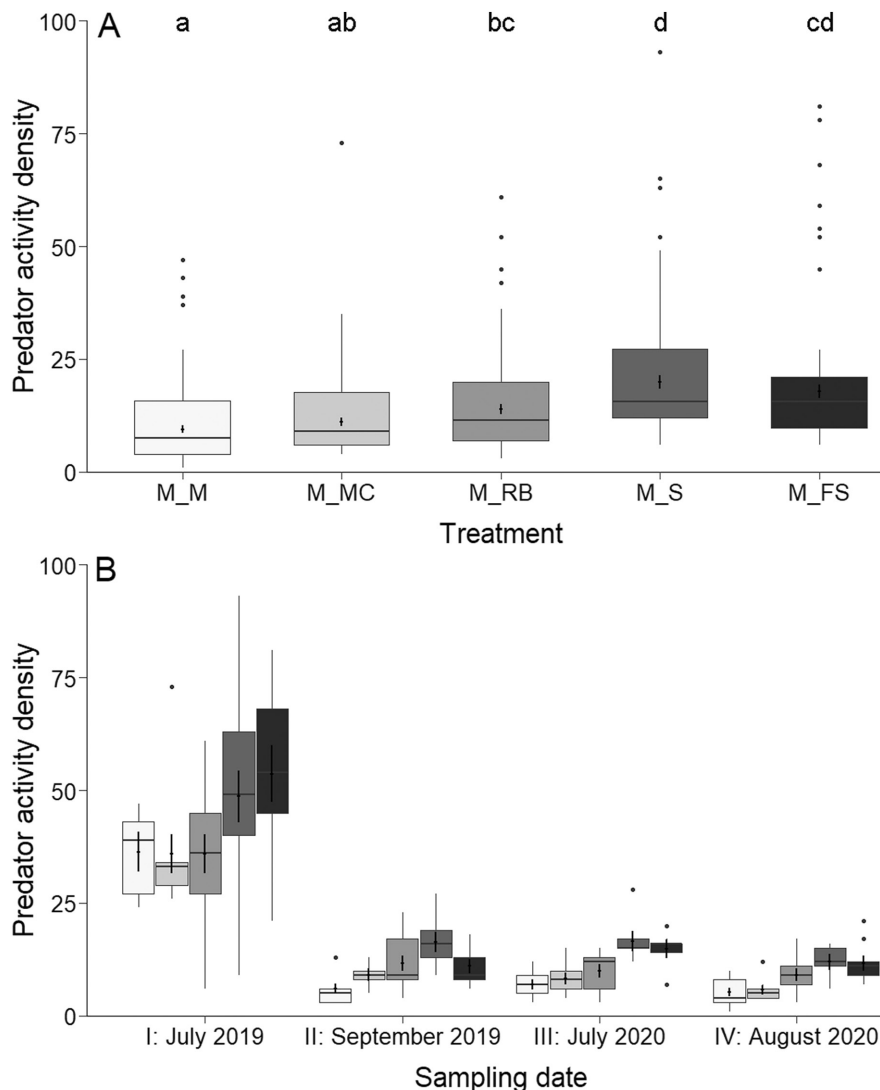 A a ab bc d cd
100
75
50
25
0
Predator activity density
M_M M_MC M_RB M_S M_FS
Treatment
B
100
75
50
25
0
Predator activity density
I: July 2019 II: September 2019 III: July 2020 IV: August 2020
Sampling date